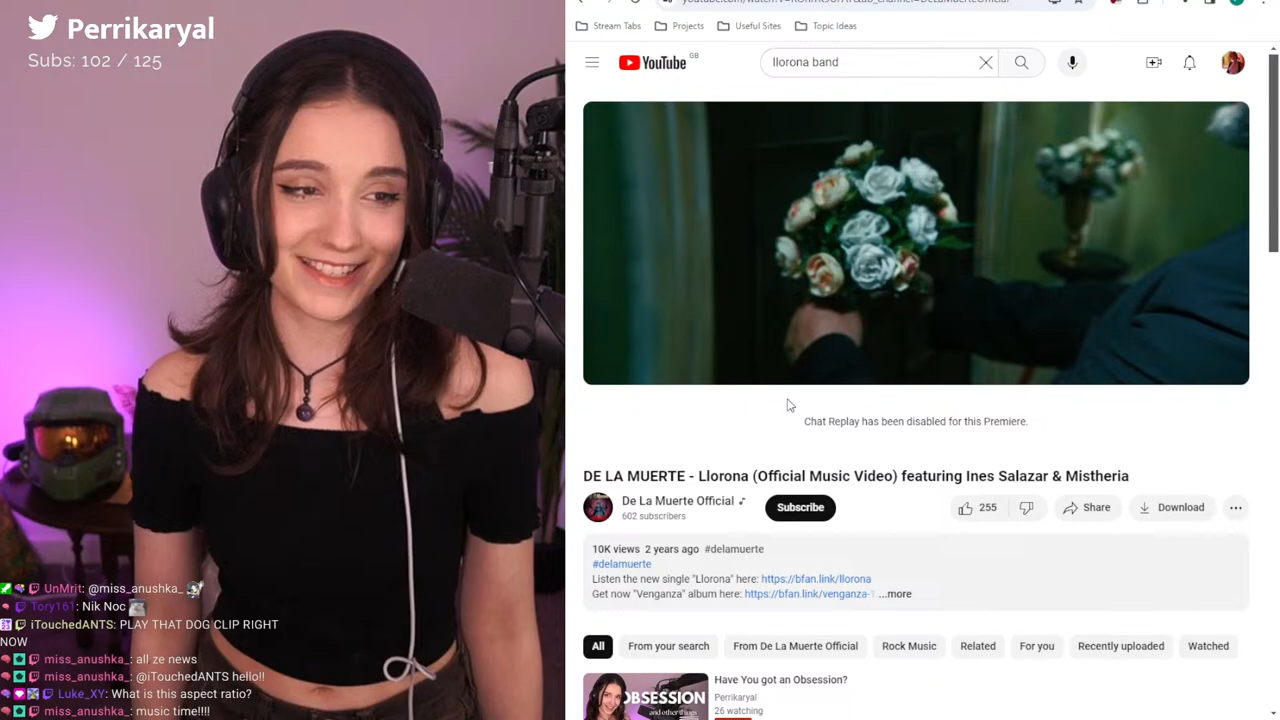 Perrikaryal
Subs: 102 / 125
UnMrit: @miss_anushka_
Tory161: Nik Noc
iTouchedANTS: PLAY THAT DOG CLIP RIGHT
NOW
miss_anushka_: all ze news
miss_anushka_: @iTouchedANTS hello!!
Luke_XY: What is this aspect ratio?
miss_anushka_: music time!!!!
Stream Tabs
Projects
Useful Sites
Topic Ideas
YouTube GB
llorona band
Chat Replay has been disabled for this Premiere.
DE LA MUERTE - Llorona (Official Music Video) featuring Ines Salazar & Mistheria
De La Muerte Official
602 subscribers
Subscribe
255
Share
Download
10K views 2 years ago #delamuerte
#delamuerte
Listen the new single "Llorona" here: https://bfan.link/llorona
Get now "Venganza" album here: https://bfan.link/venganza-1 ...more
All
From your search
From De La Muerte Official
Rock Music
Related
For you
Recently uploaded
Watched
OBSESSION
and other things
Have You got an Obsession?
Perrikaryal
26 watching